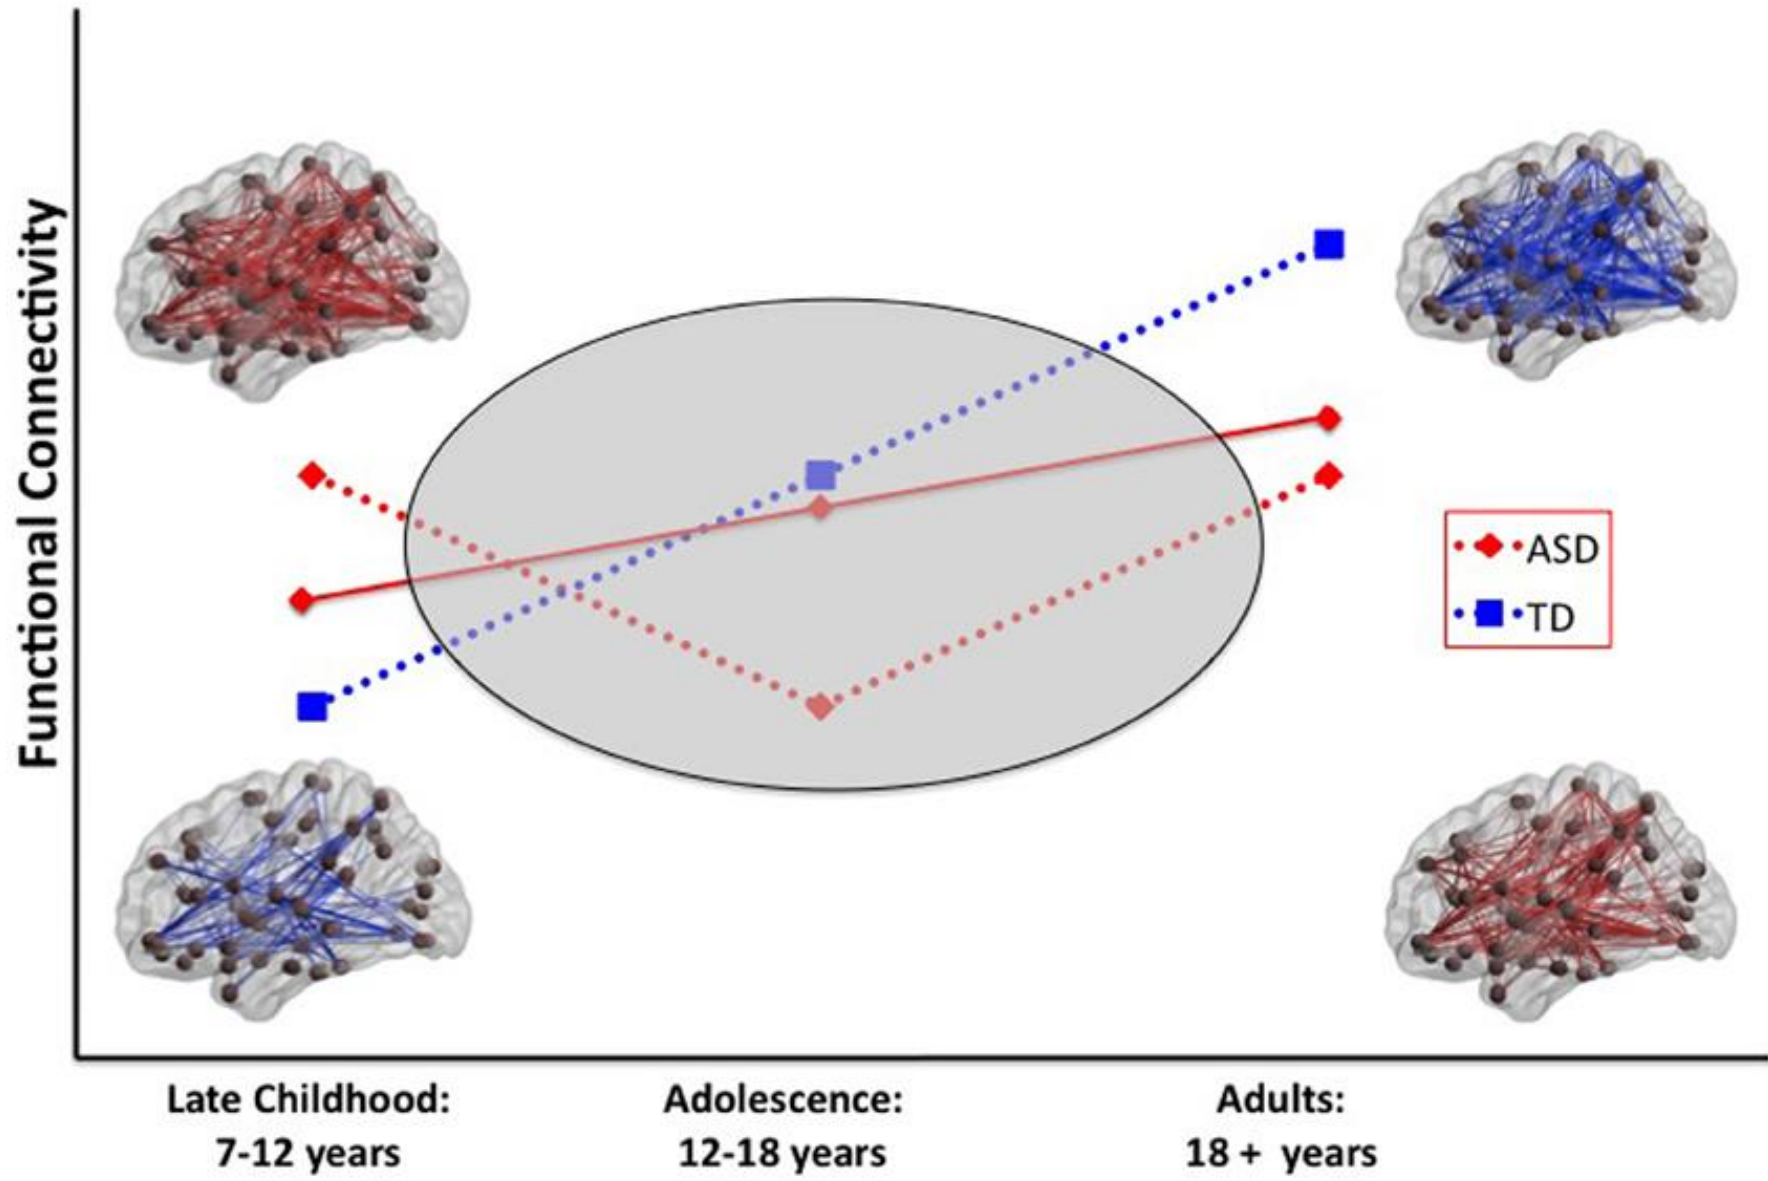 Functional Connectivity
ASD
TD
Late Childhood:
7-12 years
Adolescence:
12-18 years
Adults:
18 + years